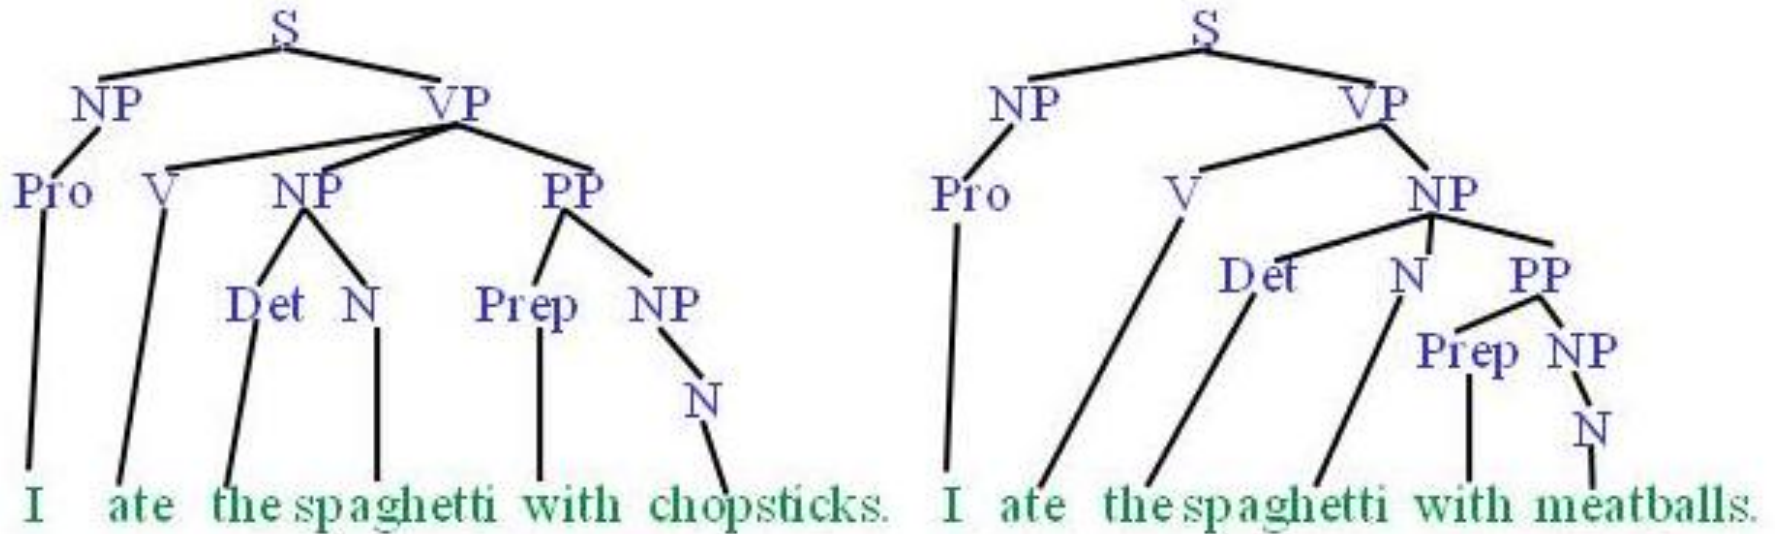 S S
NP VP NP VP
Pro V NP PP Pro V NP
Det N PP
Det N Prep NP
Prep NP
N
N
I ate the spaghetti with chopsticks. I ate the spaghetti with meatballs.